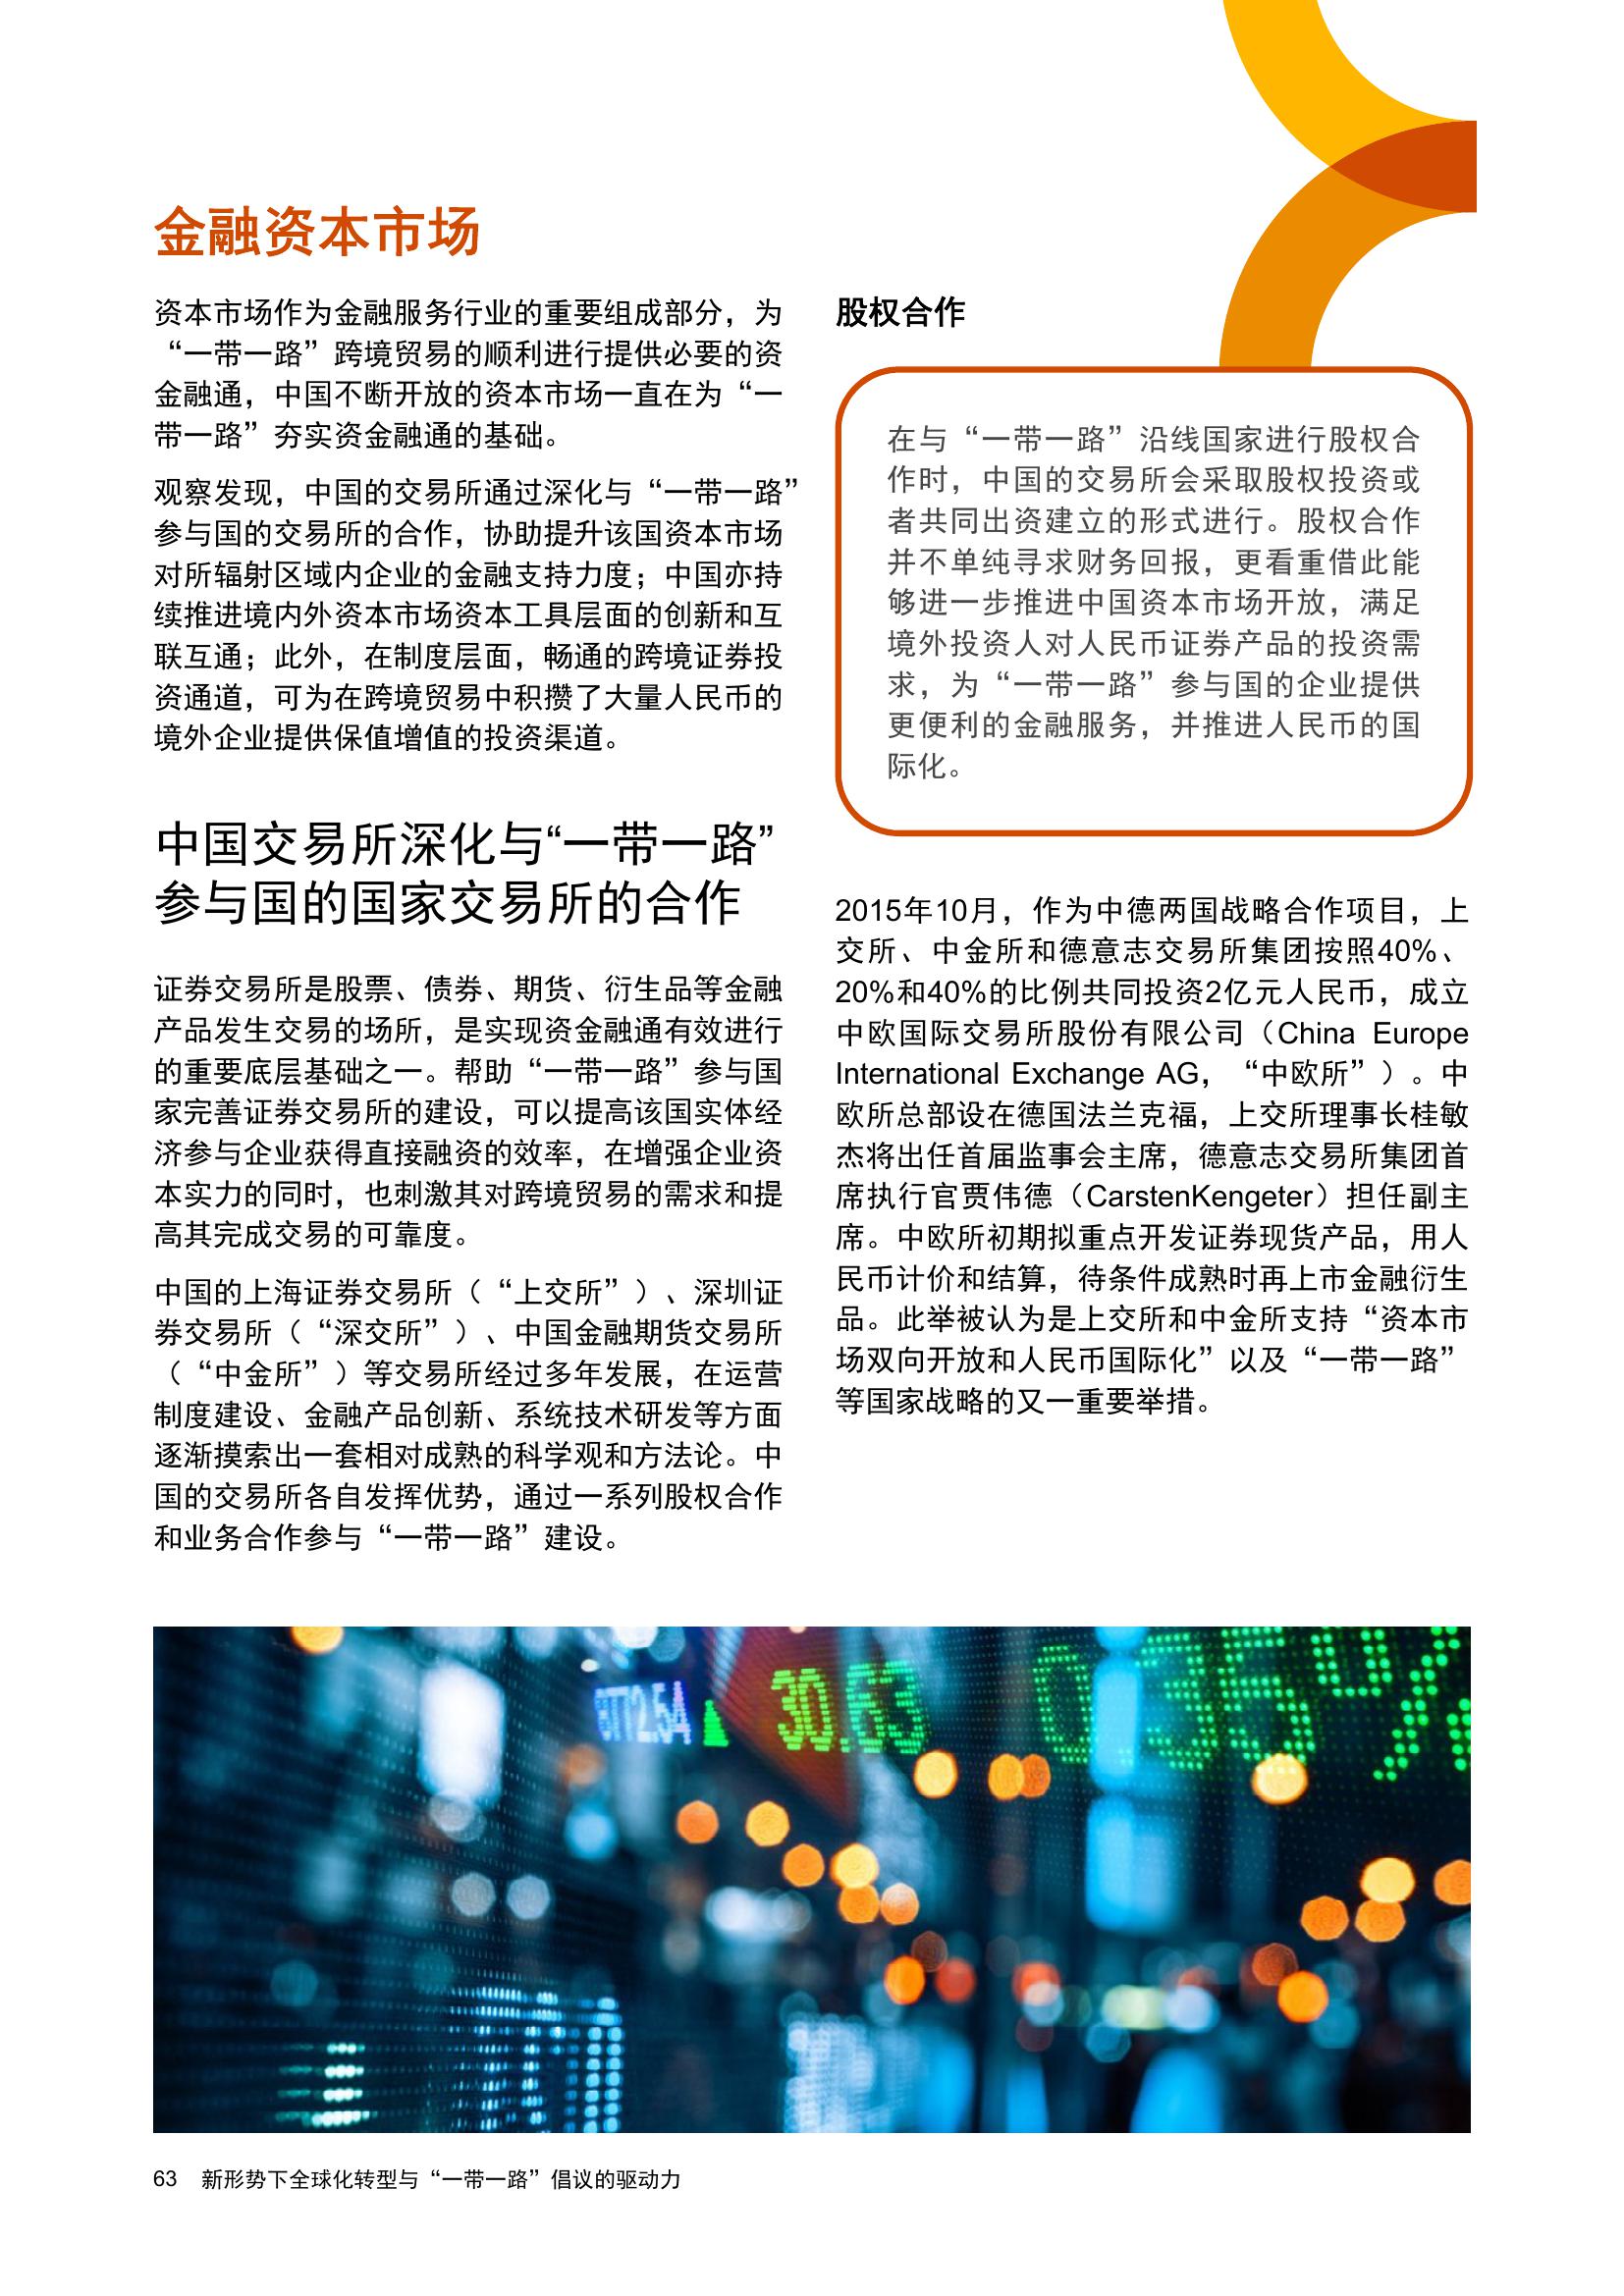 金融资本市场
资本市场作为金融服务行业的重要组成部分，为
“一带一路”跨境贸易的顺利进行提供必要的资
金融通，中国不断开放的资本市场一直在为“一
带一路”夯实资金融通的基础。
观察发现，中国的交易所通过深化与“一带一路”
参与国的交易所的合作，协助提升该国资本市场
对所辐射区域内企业的金融支持力度；中国亦持
续推进境内外资本市场资本工具层面的创新和互
联互通；此外，在制度层面，畅通的跨境证券投
资通道，可为在跨境贸易中积攒了大量人民币的
境外企业提供保值增值的投资渠道。
中国交易所深化与“一带一路”
参与国的国家交易所的合作
证券交易所是股票、债券、期货、衍生品等金融
产品发生交易的场所，是实现资金融通有效进行
的重要底层基础之一。帮助“一带一路”参与国
家完善证券交易所的建设，可以提高该国实体经
济参与企业获得直接融资的效率，在增强企业资
本实力的同时，也刺激其对跨境贸易的需求和提
高其完成交易的可靠度。
中国的上海证券交易所（“上交所”）、深圳证
券交易所（“深交所”）、中国金融期货交易所
（“中金所”）等交易所经过多年发展，在运营
制度建设、金融产品创新、系统技术研发等方面
逐渐摸索出一套相对成熟的科学观和方法论。中
国的交易所各自发挥优势，通过一系列股权合作
和业务合作参与“一带一路”建设。
股权合作
在与“一带一路”沿线国家进行股权合
作时，中国的交易所会采取股权投资或
者共同出资建立的形式进行。股权合作
并不单纯寻求财务回报，更看重借此能
够进一步推进中国资本市场开放，满足
境外投资人对人民币证券产品的投资需
求，为“一带一路”参与国的企业提供
更便利的金融服务，并推进人民币的国
际化。
2015年10月，作为中德两国战略合作项目，上
交所、中金所和德意志交易所集团按照40%、
20%和40%的比例共同投资2亿元人民币，成立
中欧国际交易所股份有限公司（China Europe
International Exchange AG，“中欧所”）。中
欧所总部设在德国法兰克福，上交所理事长桂敏
杰将出任首届监事会主席，德意志交易所集团首
席执行官贾伟德（CarstenKengeter）担任副主
席。中欧所初期拟重点开发证券现货产品，用人
民币计价和结算，待条件成熟时再上市金融衍生
品。此举被认为是上交所和中金所支持“资本市
场双向开放和人民币国际化”以及“一带一路”
等国家战略的又一重要举措。
30.63
0.35%
63 新形势下全球化转型与“一带一路”倡议的驱动力